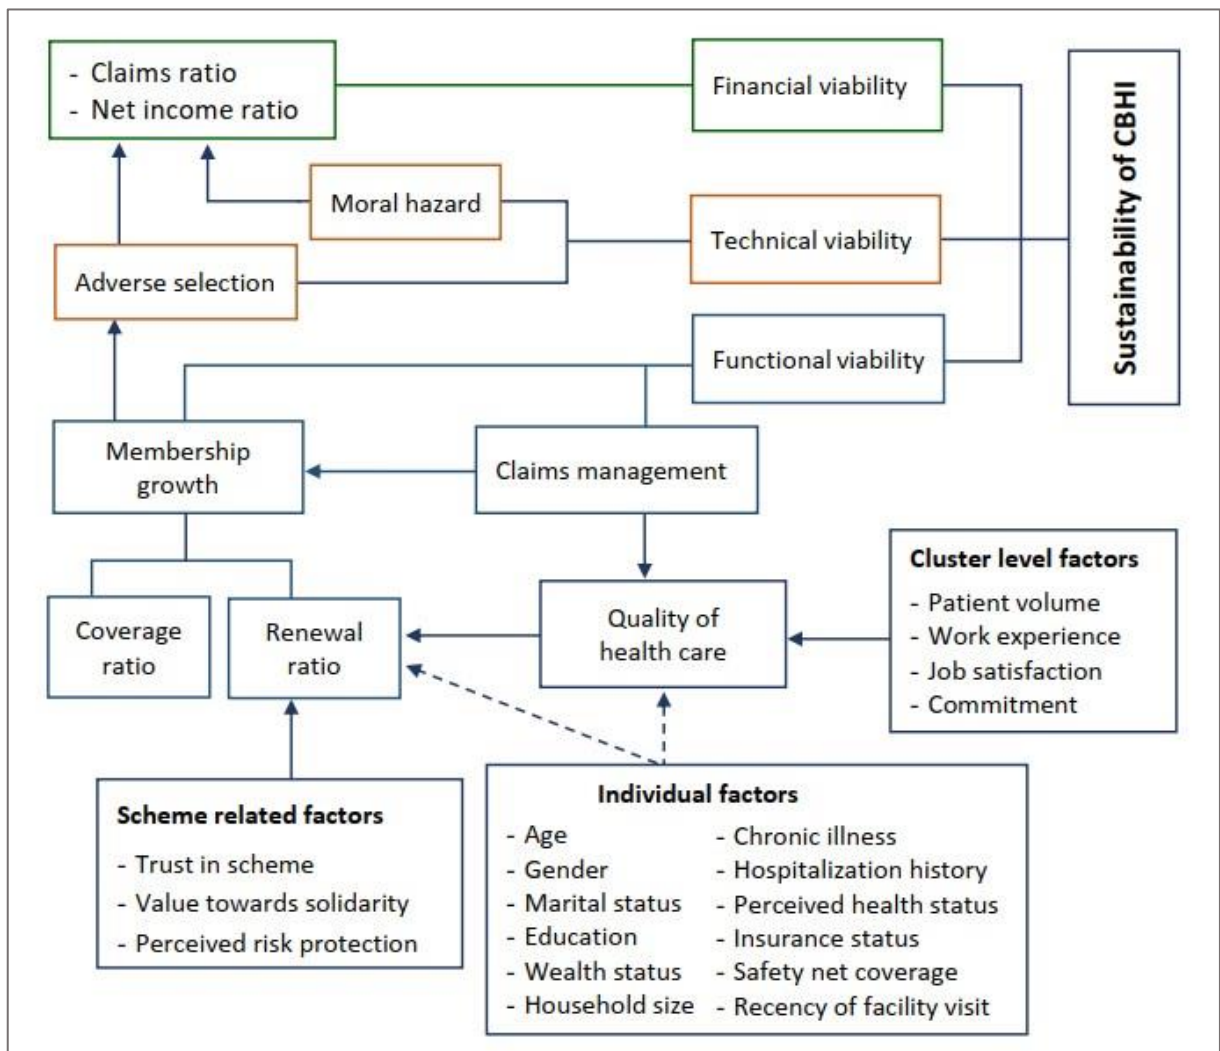 - Claims ratio
- Net income ratio
Financial viability
Sustainability of CBHI
Moral hazard
Technical viability
Adverse selection
Functional viability
Membership
growth
Claims management
Coverage
ratio
Renewal
ratio
Quality of
health care
Cluster level factors
- Patient volume
- Work experience
- Job satisfaction
- Commitment
Scheme related factors
- Trust in scheme
- Value towards solidarity
- Perceived risk protection
Individual factors
- Age
- Gender
- Marital status
- Education
- Wealth status
- Household size
- Chronic illness
- Hospitalization history
- Perceived health status
- Insurance status
- Safety net coverage
- Recency of facility visit